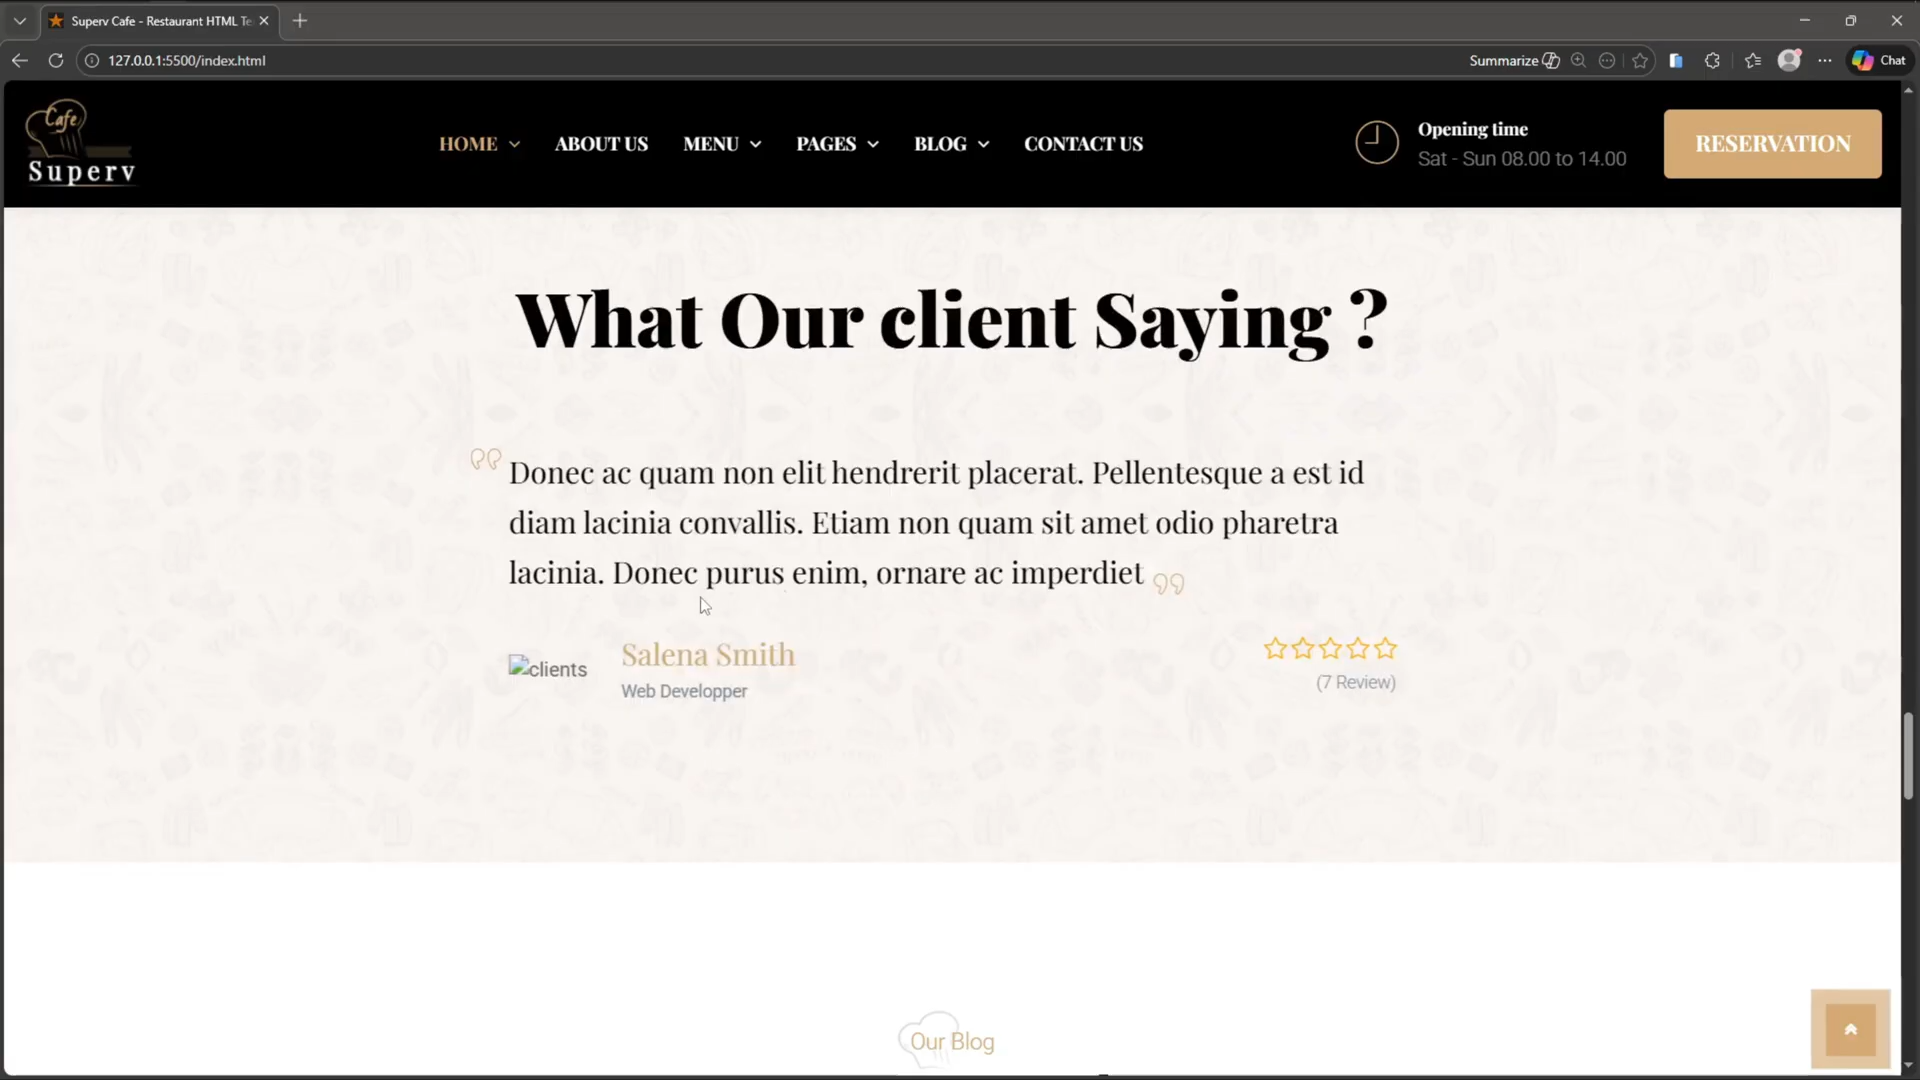 Superv Cafe - Restaurant HTML Te
127.0.0.1:5500/index.html
Summarize
Chat
Cafe
Superv
HOME
ABOUT US
MENU
PAGES
BLOG
CONTACT US
Opening time
Sat - Sun 08.00 to 14.00
RESERVATION
What Our client Saying ?
Donec ac quam non elit hendrerit placerat. Pellentesque a est id
diam lacinia convallis. Etiam non quam sit amet odio pharetra
lacinia. Donec purus enim, ornare ac imperdiet
clients
Salena Smith
Web Developper
(7 Review)
Our Blog